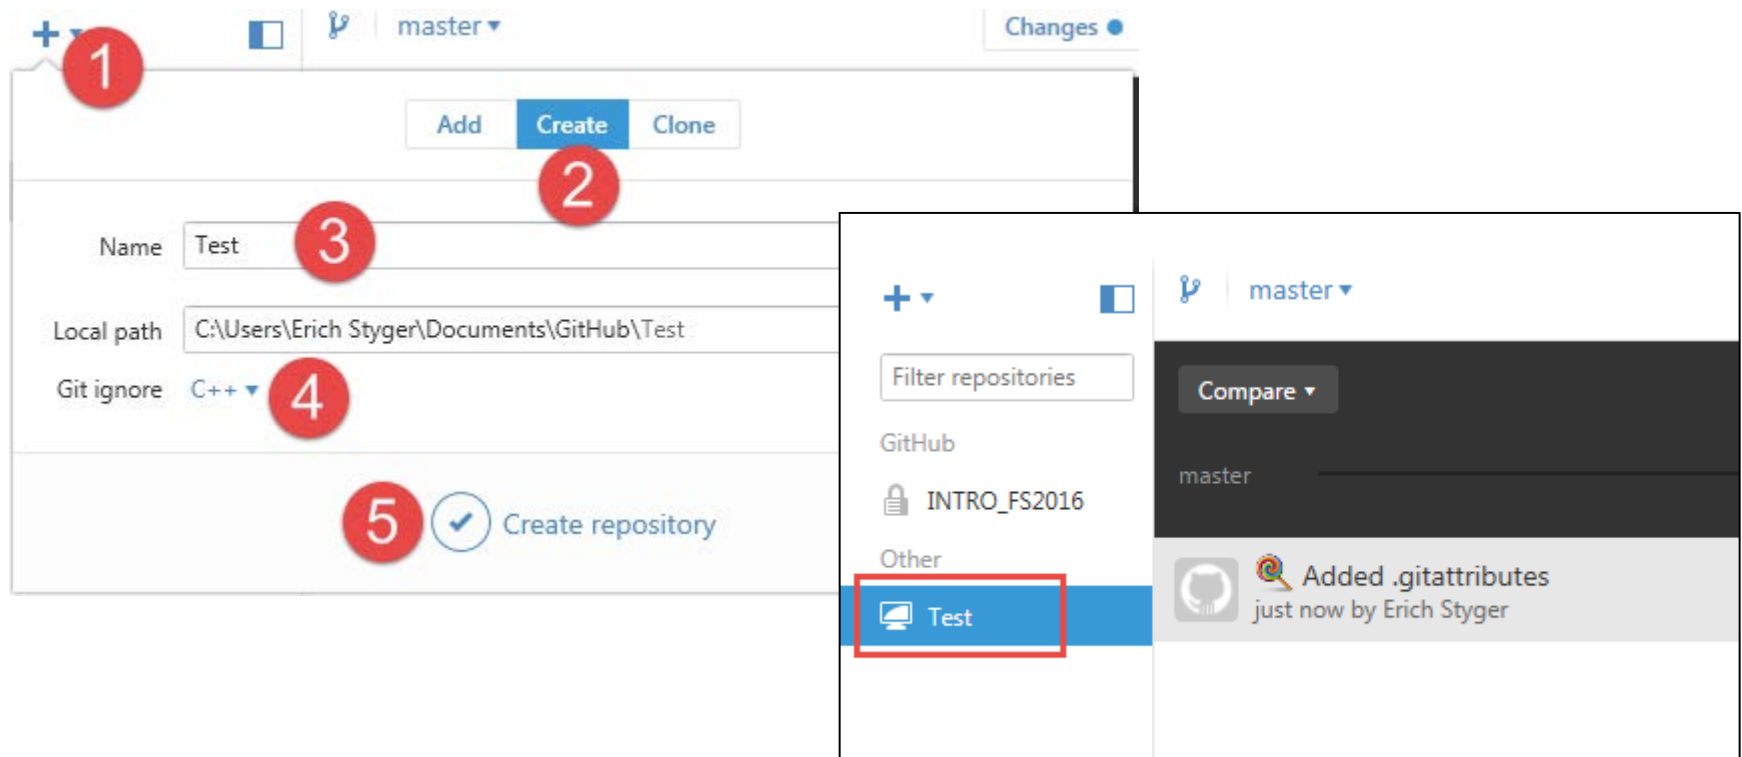 + master Changes
1
Add Create Clone
2
Name Test 3
Local path C:\Users\Erich Styger\Documents\GitHub\Test
Git ignore C++ 4
5 Create repository
+ master
Filter repositories
Compare
GitHub
master
INTRO_FS2016
Other
Added .gitattributes
just now by Erich Styger
Test